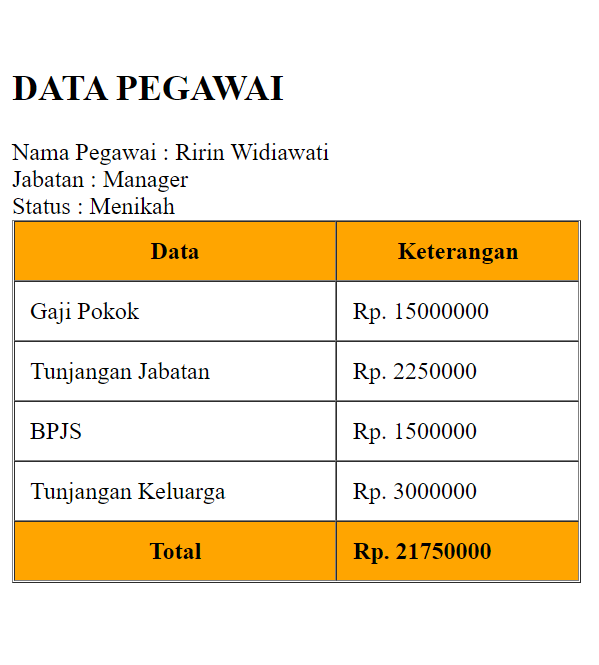 DATA PEGAWAI
Nama Pegawai : Ririn Widiawati
Jabatan : Manager
Status : Menikah
Data Keterangan
Gaji Pokok Rp. 15000000
Tunjangan Jabatan Rp. 2250000
BPJS Rp. 1500000
Tunjangan Keluarga Rp. 3000000
Total Rp. 21750000